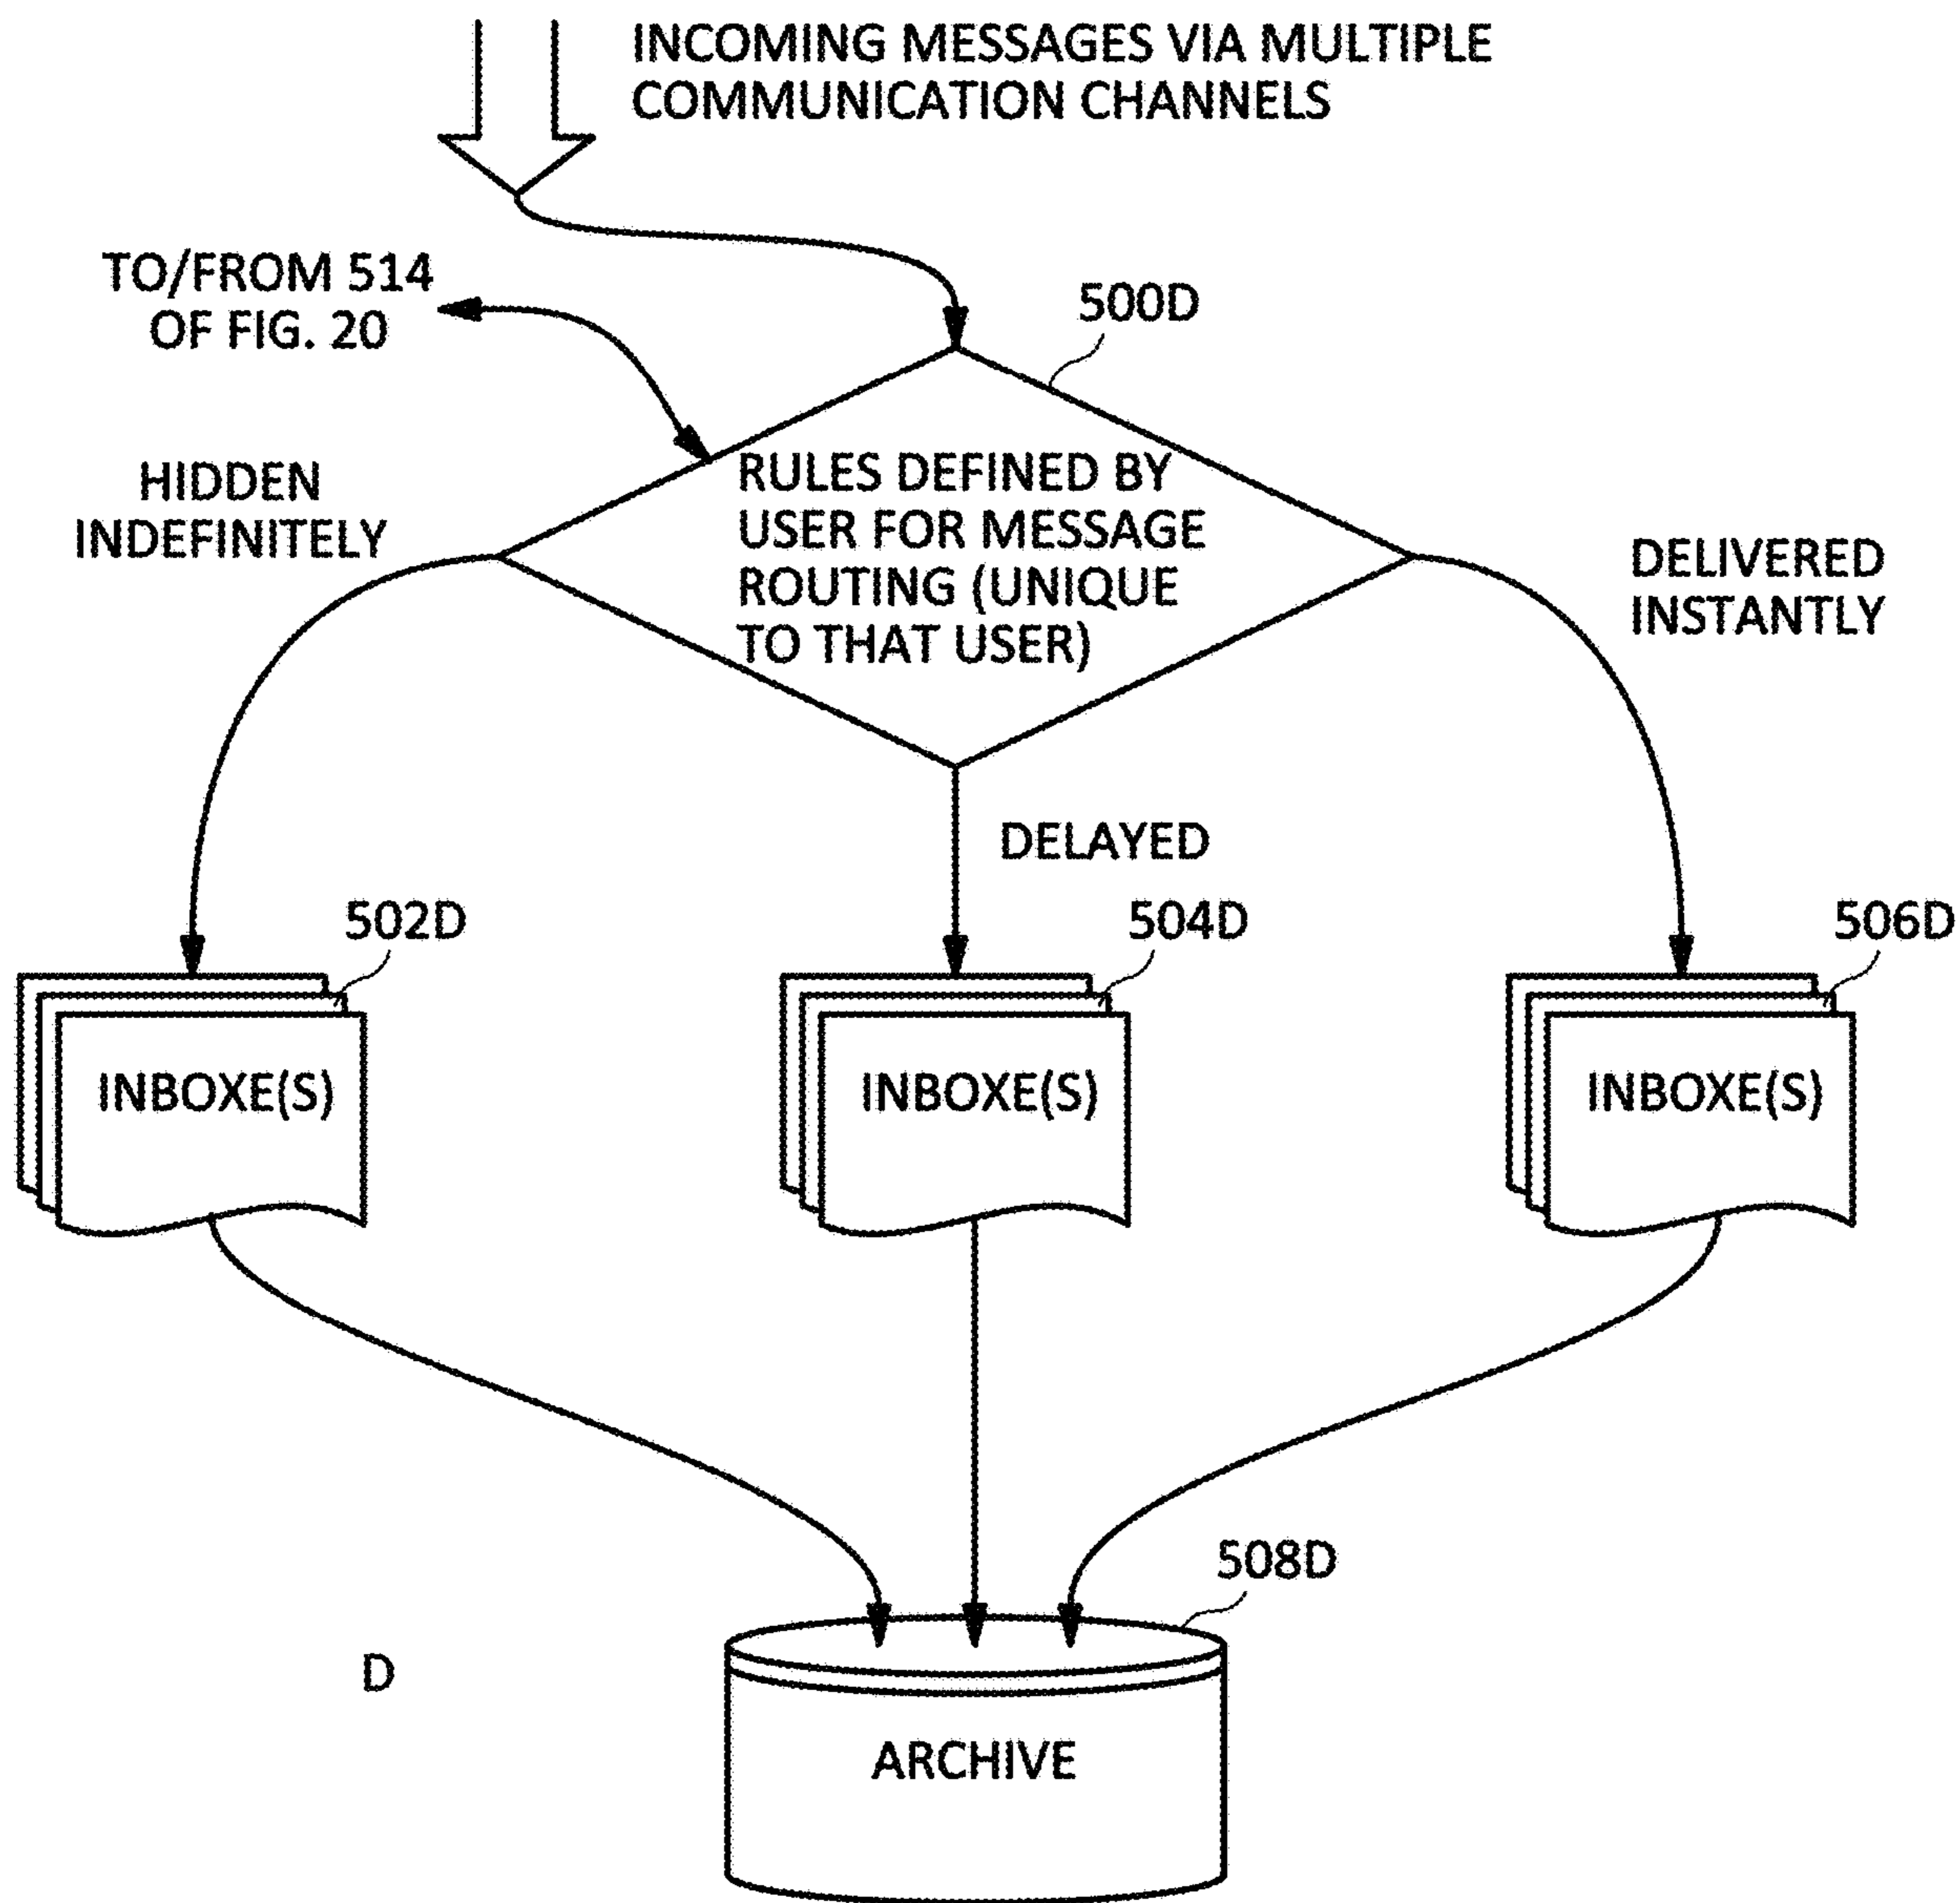 INCOMING MESSAGES VIA MULTIPLE
COMMUNICATION CHANNELS
TO/FROM 514
OF FIG. 20
500D
HIDDEN
INDEFINITELY
RULES DEFINED BY
USER FOR MESSAGE
ROUTING (UNIQUE
TO THAT USER)
DELIVERED
INSTANTLY
DELAYED
502D
504D
506D
INBOXE(S)
INBOXE(S)
INBOXE(S)
508D
D
ARCHIVE